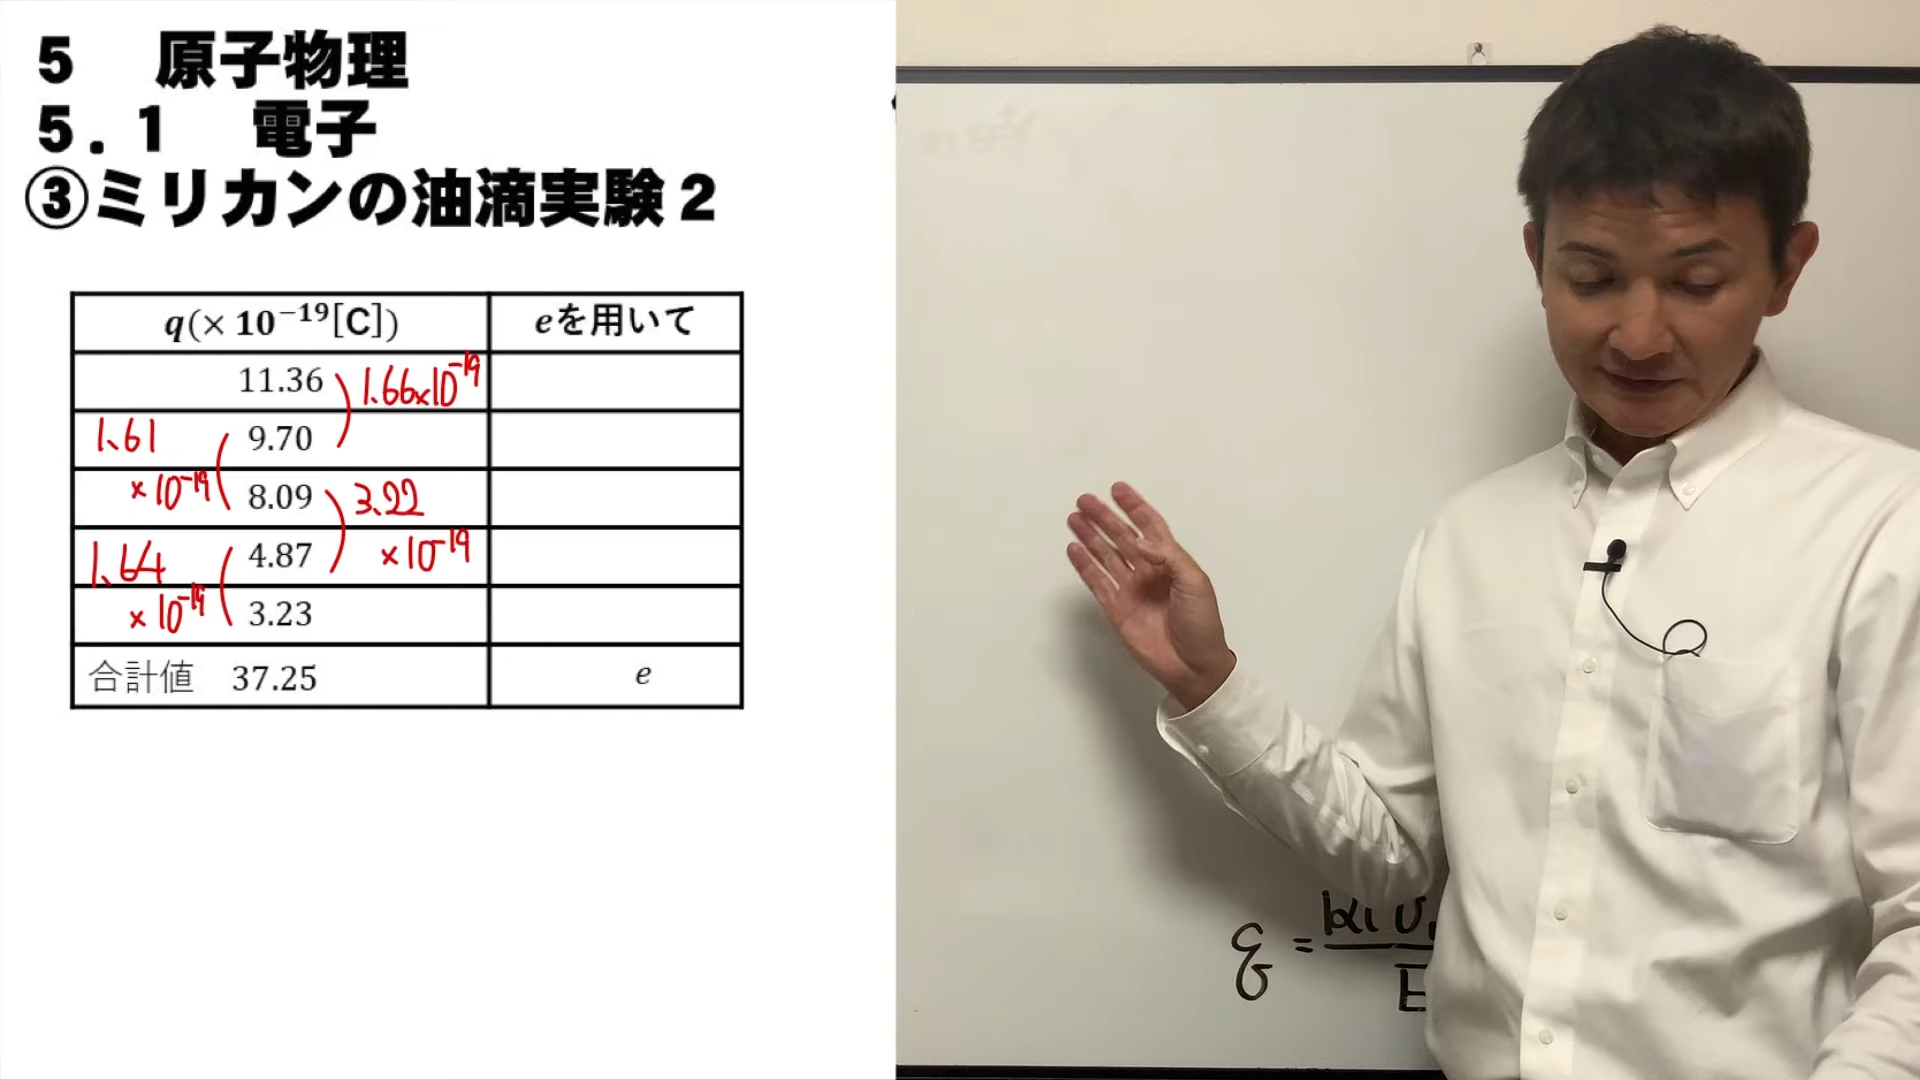 5　原子物理
5.1　電子
③ミリカンの油滴実験２
q(× 10⁻¹⁹[C])　eを用いて
11.36
1.66×10⁻¹⁹
9.70
1.61
×10⁻¹⁹
8.09
3.22
×10⁻¹⁹
4.87
1.64
×10⁻¹⁹
3.23
合計値　37.25　e
q =
E